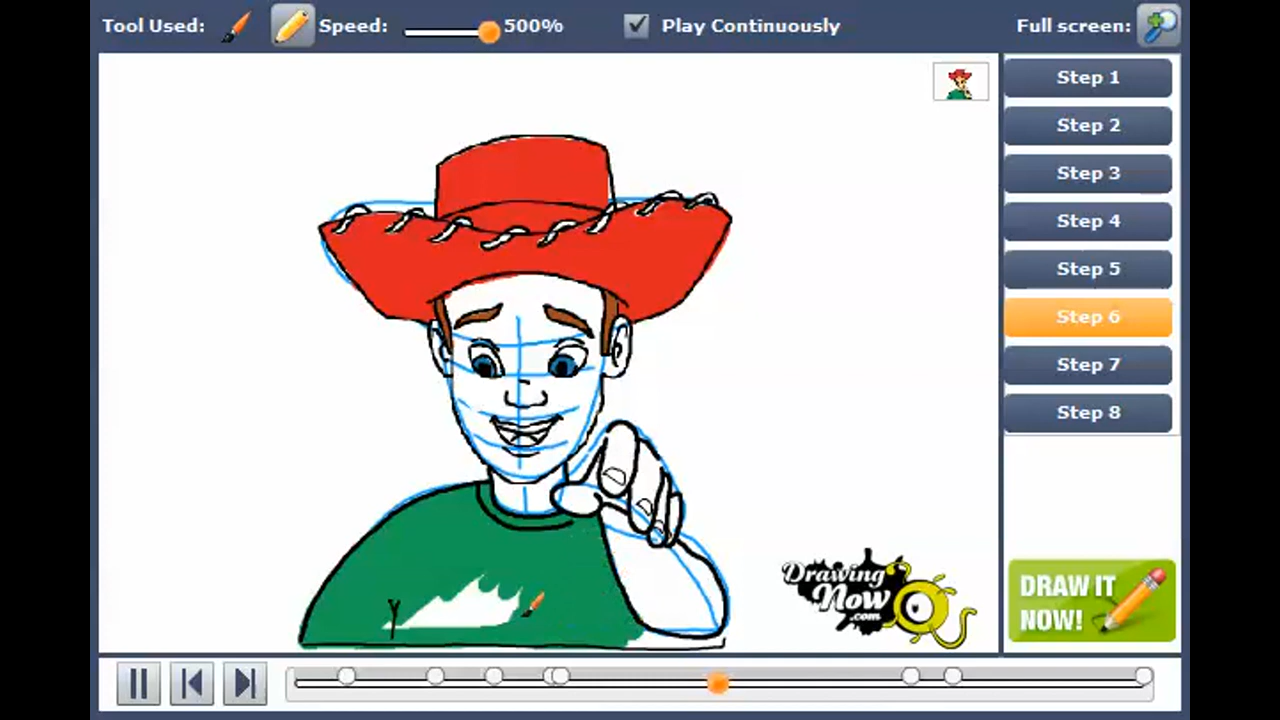 Tool Used:
Speed:
500%
Play Continuously
Full screen:
Step 1
Step 2
Step 3
Step 4
Step 5
Step 6
Step 7
Step 8
Drawing
Now
.com
DRAW IT
NOW!